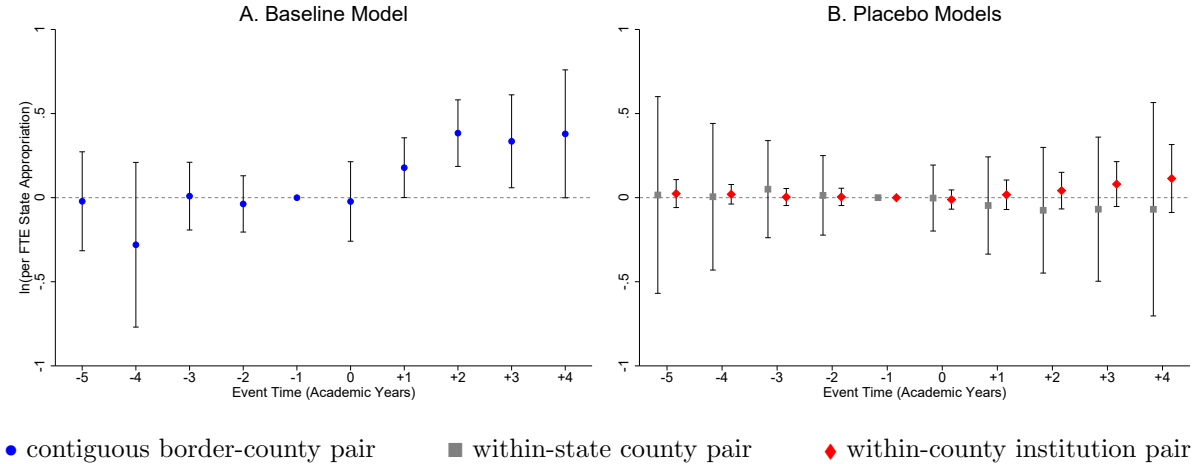 A. Baseline Model
ln(per FTE State Appropriation)
1
.5
0
-.5
-1
-5 -4 -3 -2 -1 0 +1 +2 +3 +4
Event Time (Academic Years)
B. Placebo Models
1
.5
0
-.5
-1
-5 -4 -3 -2 -1 0 +1 +2 +3 +4
Event Time (Academic Years)
contiguous border-county pair
within-state county pair
within-county institution pair